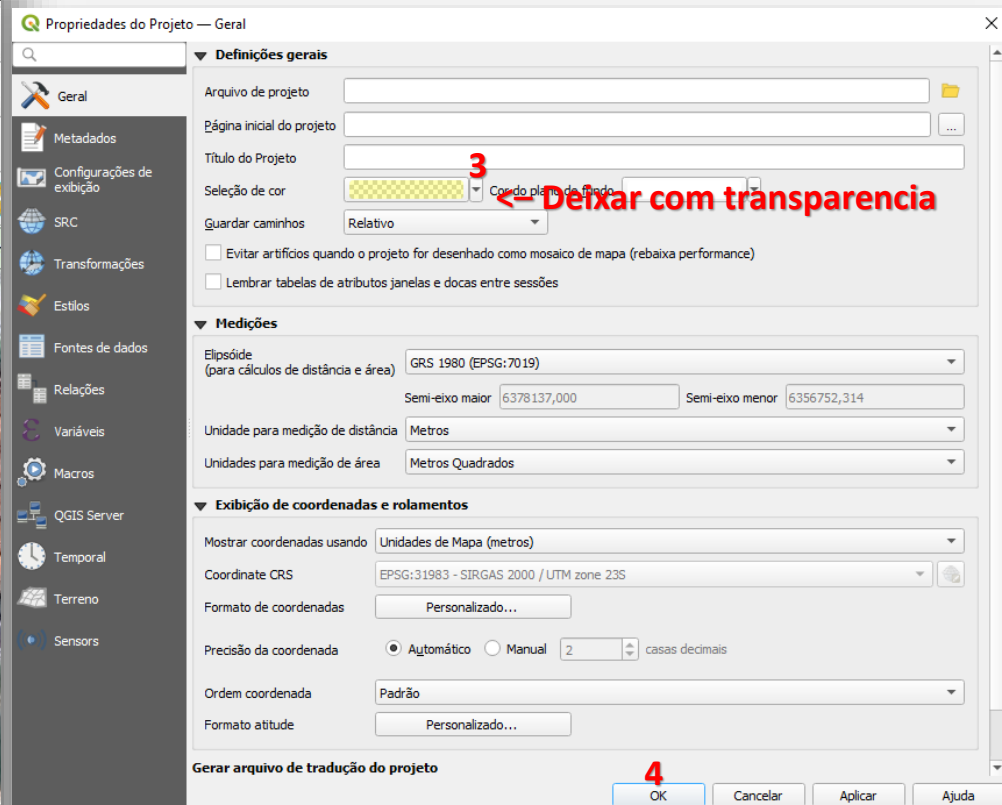 Propriedades do Projeto — Geral
Definições gerais
Geral
Arquivo de projeto
Metadados
Página inicial do projeto
...
Configurações de
exibição
Título do Projeto
3
Seleção de cor
Cor do plano de fundo
<– Deixar com transparencia
SRC
Guardar caminhos
Relativo
Evitar artifícios quando o projeto for desenhado como mosaico de mapa (rebaixa performance)
Transformações
Lembrar tabelas de atributos janelas e docas entre sessões
Estilos
Medições
Fontes de dados
Elipsóide
(para cálculos de distância e área)
GRS 1980 (EPSG:7019)
Relações
Semi-eixo maior
6378137,000
Semi-eixo menor
6356752,314
Variáveis
Unidade para medição de distância
Metros
Macros
Unidades para medição de área
Metros Quadrados
QGIS Server
Exibição de coordenadas e rolamentos
Temporal
Mostrar coordenadas usando
Unidades de Mapa (metros)
Coordinate CRS
EPSG:31983 - SIRGAS 2000 / UTM zone 23S
Terreno
Formato de coordenadas
Personalizado...
Sensors
Precisão da coordenada
Automático
Manual
2
casas decimais
Ordem coordenada
Padrão
Formato atitude
Personalizado...
Gerar arquivo de tradução do projeto
4
OK
Cancelar
Aplicar
Ajuda